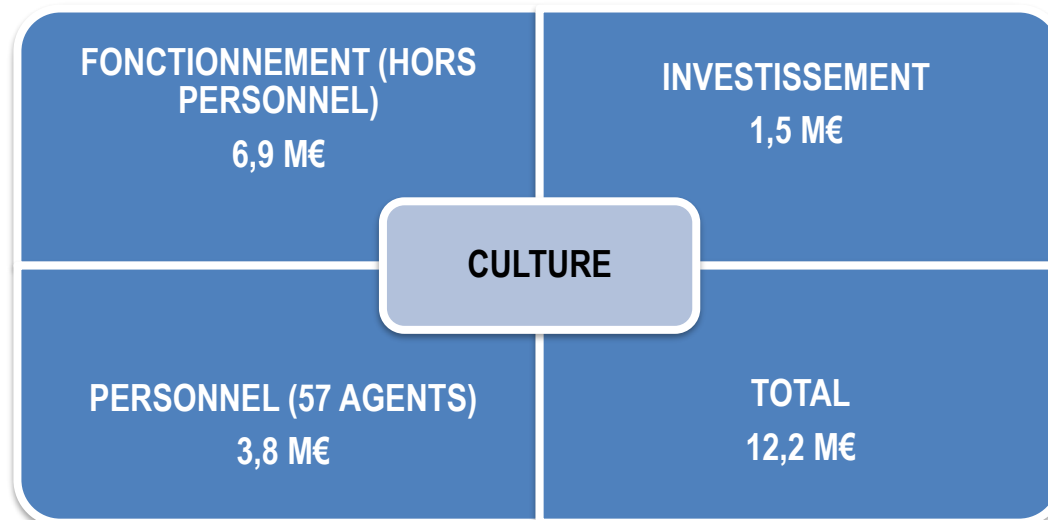 FONCTIONNEMENT (HORS
PERSONNEL)
6,9 M€
INVESTISSEMENT
1,5 M€
CULTURE
PERSONNEL (57 AGENTS)
3,8 M€
TOTAL
12,2 M€